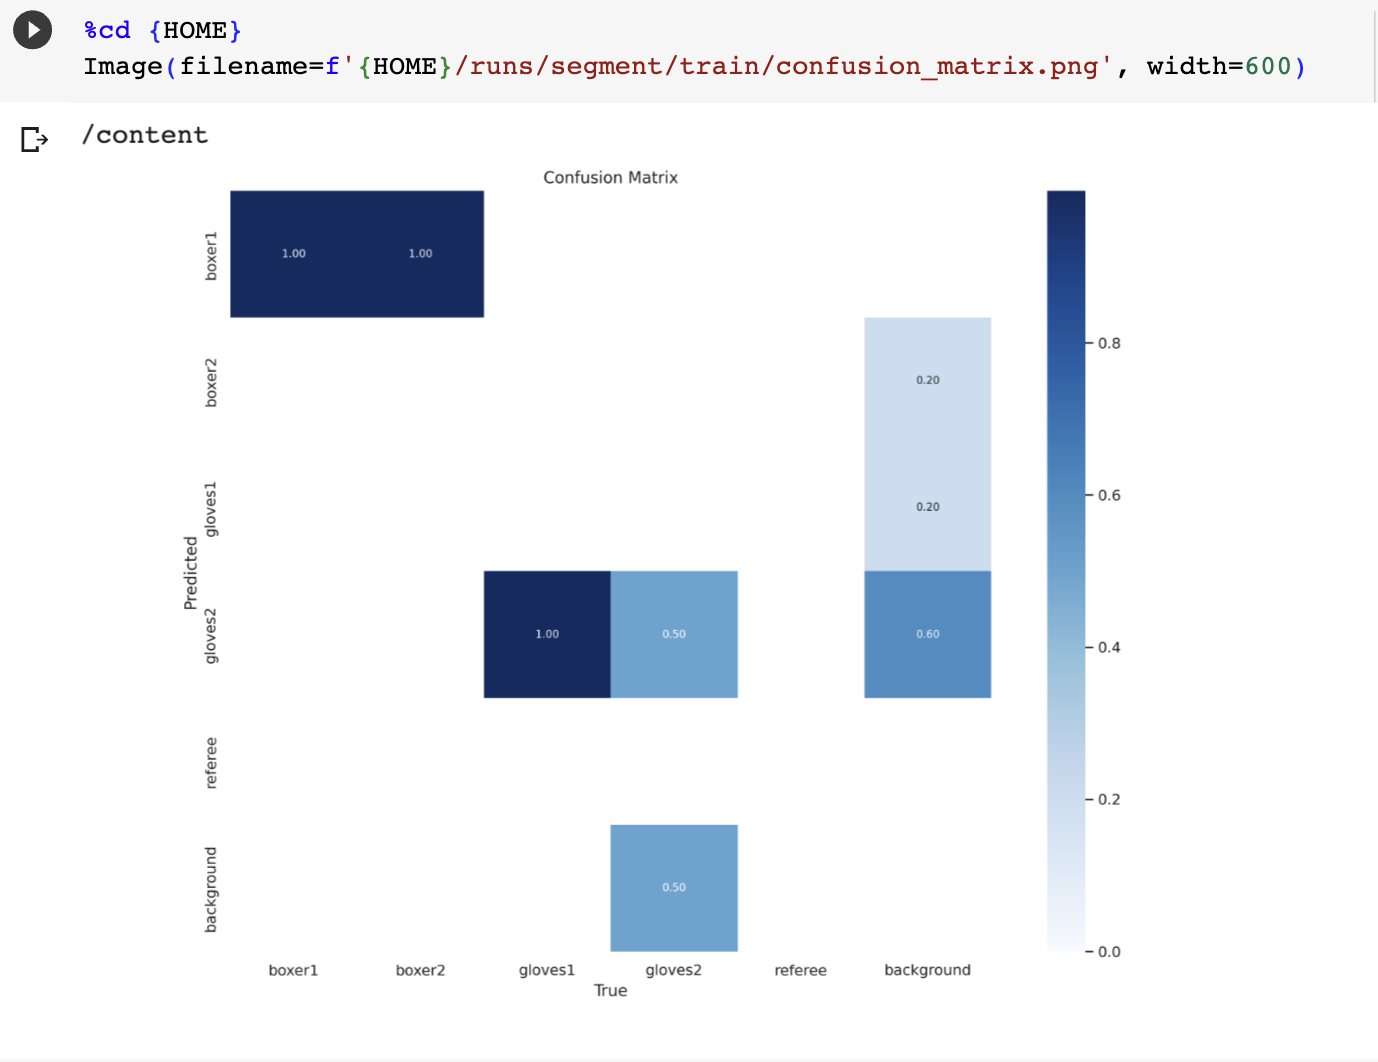 %cd {HOME}
Image(filename=f'{HOME}/runs/segment/train/confusion_matrix.png', width=600)
/content
Confusion Matrix
boxer1
1.00 1.00
0.8
boxer2
0.20
0.6
gloves1
0.20
Predicted
gloves2
1.00 0.50 0.60
0.4
referee
0.2
background
0.50
0.0
boxer1 boxer2 gloves1 gloves2 referee background
True